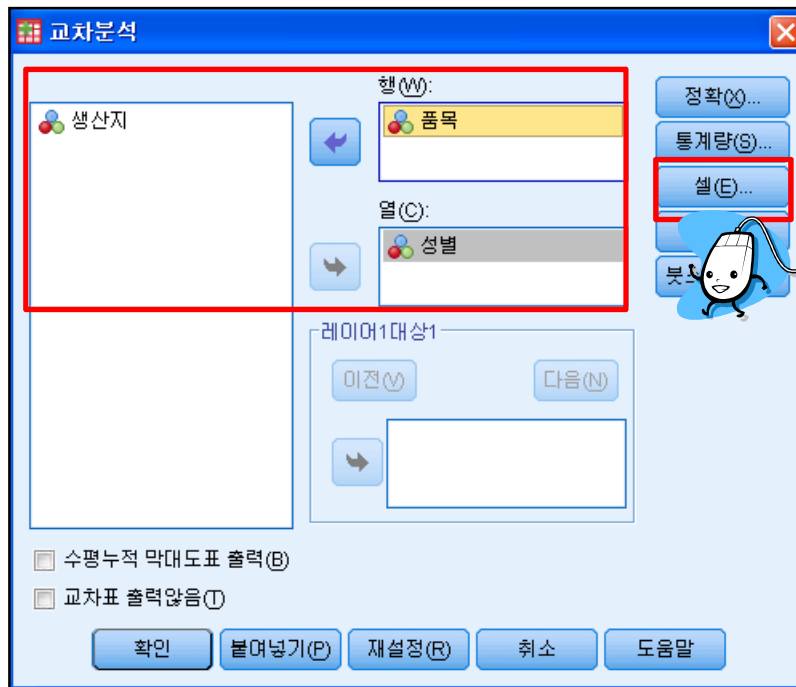 교차분석
행(W):
생산지
품목
정확(X)...
통계량(S)...
셀(E)...
열(C):
성별
레이어1대상1
이전(V)
다음(N)
수평누적 막대도표 출력(B)
교차표 출력않음(T)
확인
붙여넣기(P)
재설정(R)
취소
도움말